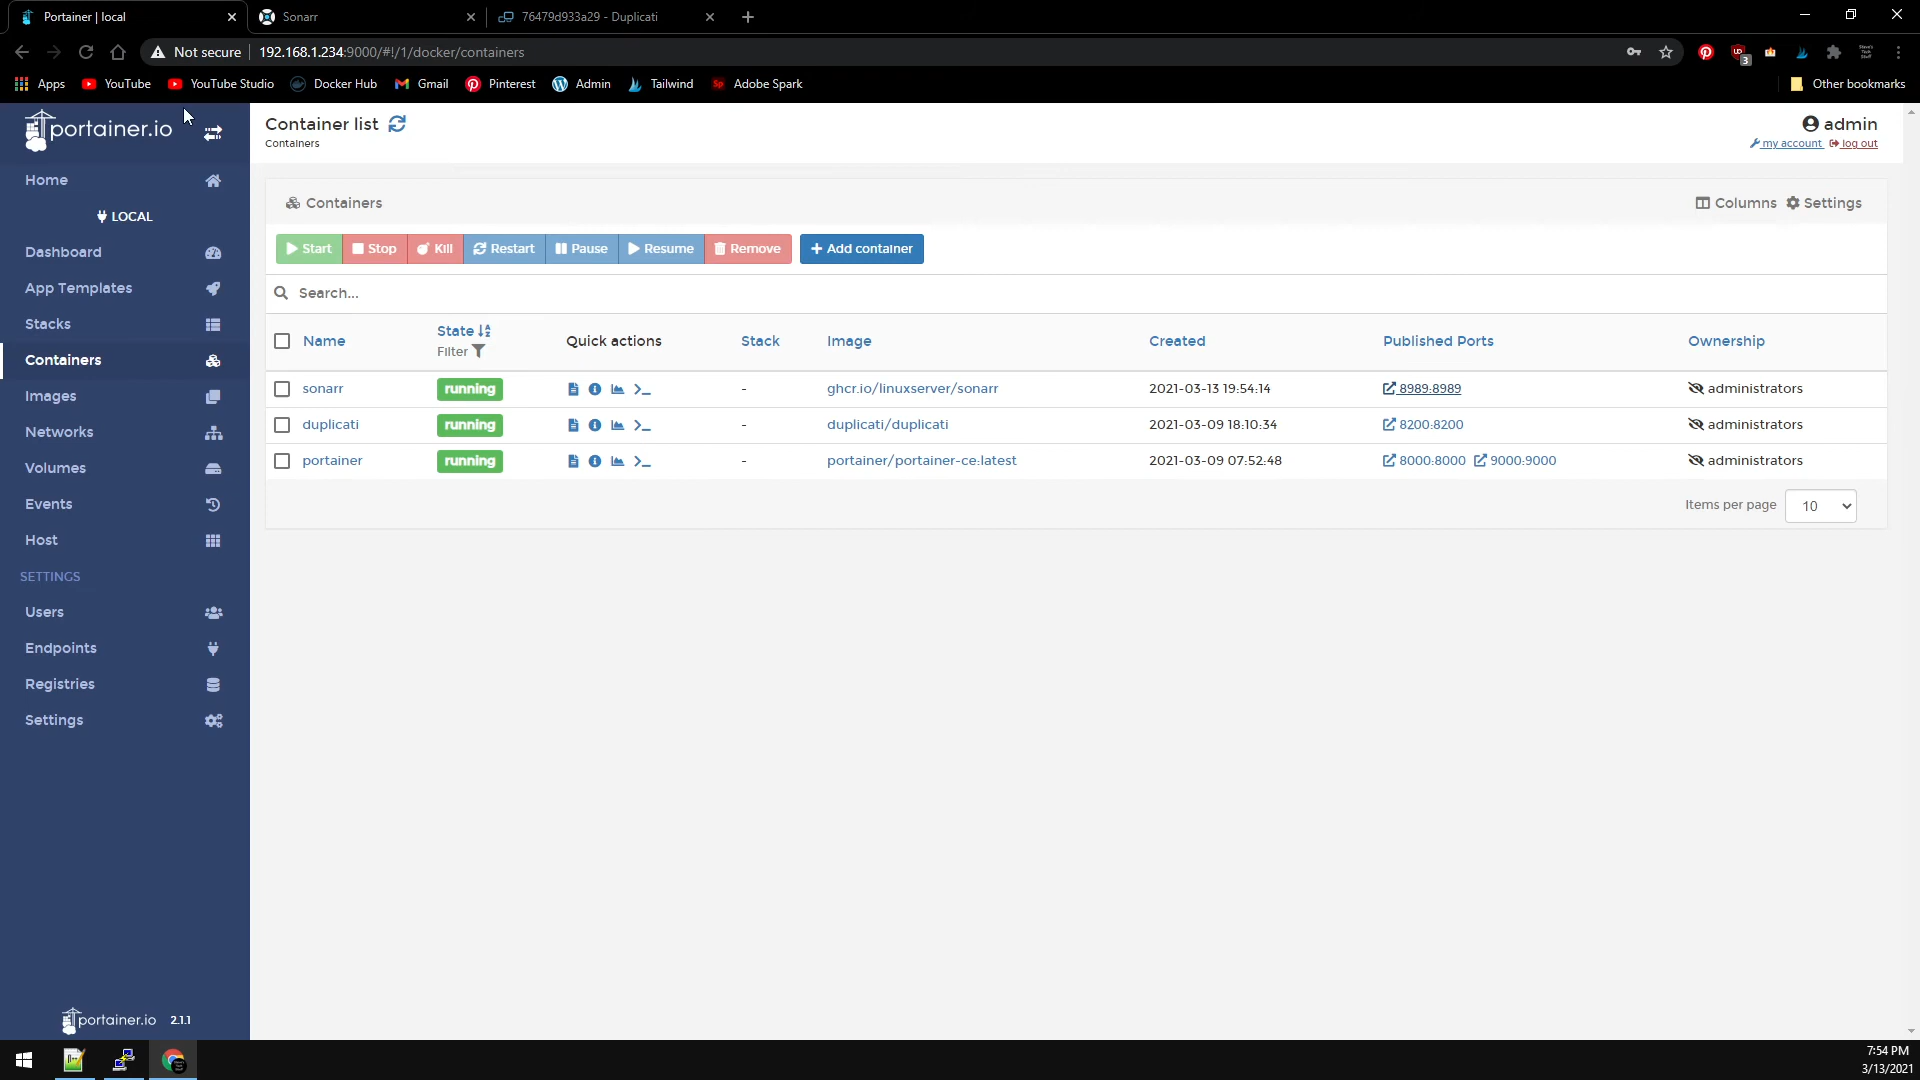 Portainer | local
Sonarr
76479d933a29 - Duplicati
Not secure 192.168.1.234:9000/#!/1/docker/containers
3
Apps YouTube YouTube Studio Docker Hub Gmail Pinterest Admin Tailwind Adobe Spark Other bookmarks
portainer.io
Container list
Containers
admin
my account log out
Home
LOCAL
Dashboard
App Templates
Stacks
Containers
Images
Networks
Volumes
Events
Host
SETTINGS
Users
Endpoints
Registries
Settings
portainer.io 2.1.1
Containers
Columns Settings
Start Stop Kill Restart Pause Resume Remove + Add container
Search...
Name State Filter Quick actions Stack Image Created Published Ports Ownership
sonarr running - ghcr.io/linuxserver/sonarr 2021-03-13 19:54:14 8989:8989 administrators
duplicati running - duplicati/duplicati 2021-03-09 18:10:34 8200:8200 administrators
portainer running - portainer/portainer-ce:latest 2021-03-09 07:52:48 8000:8000 9000:9000 administrators
Items per page 10
7:54 PM
3/13/2021